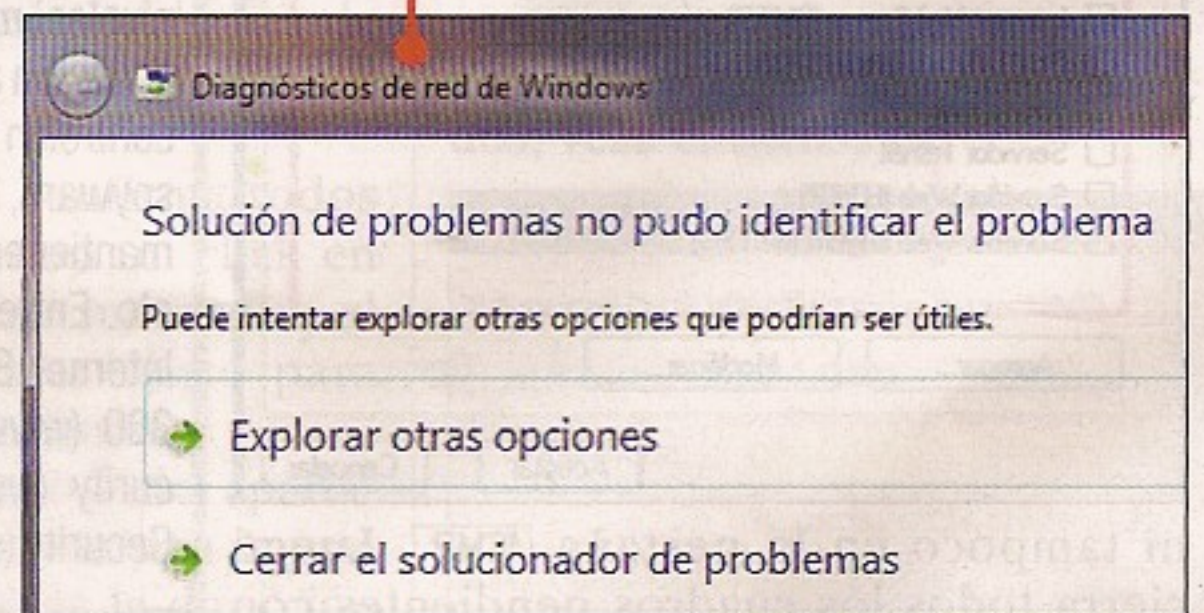 Diagnósticos de red de Windows
Solución de problemas no pudo identificar el problema
Puede intentar explorar otras opciones que podrían ser útiles.
Explorar otras opciones
Cerrar el solucionador de problemas